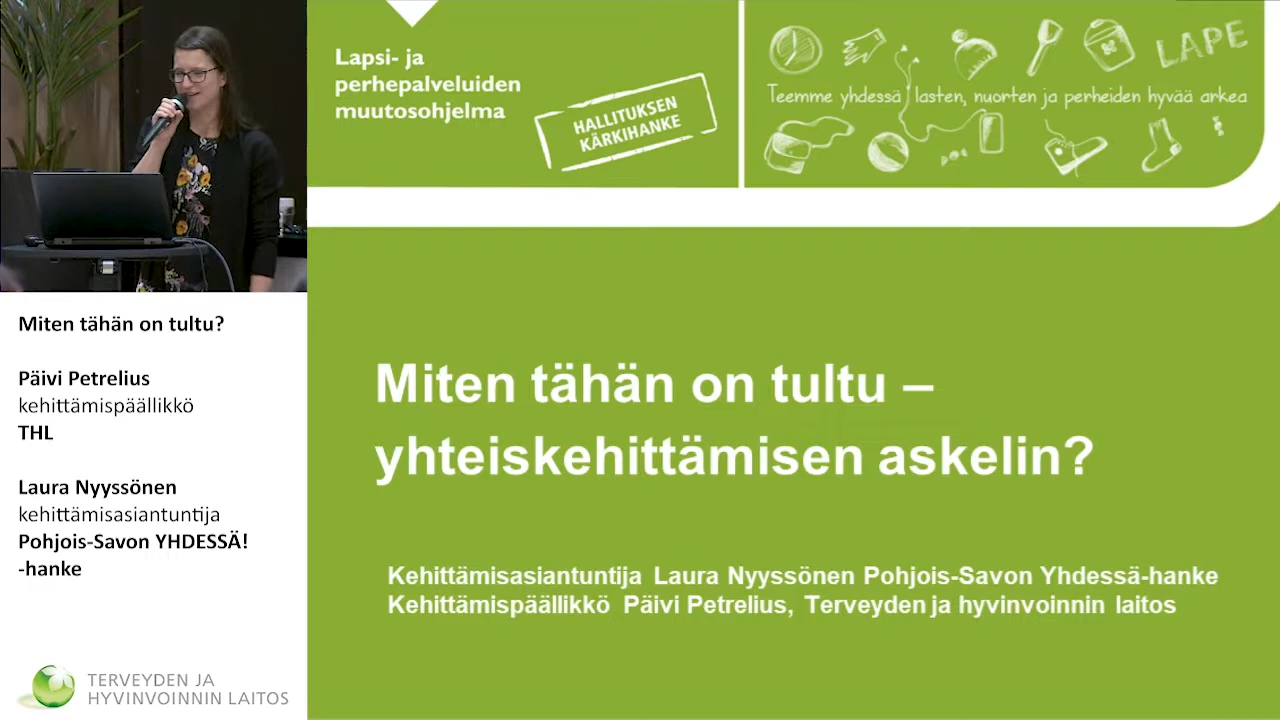 Miten tähän on tultu?
Päivi Petrelius
kehittämispäällikkö
THL
Laura Nyyssönen
kehittämisasiantuntija
Pohjois-Savon YHDESSÄ!
-hanke
TERVEYDEN JA
HYVINVOINNIN LAITOS
Lapsi- ja
perhepalveluiden
muutosohjelma
HALLITUKSEN
KÄRKIHANKE
LAPE
Teemme yhdessä lasten, nuorten ja perheiden hyvää arkea
Miten tähän on tultu –
yhteiskehittämisen askelin?
Kehittämisasiantuntija Laura Nyyssönen Pohjois-Savon Yhdessä-hanke
Kehittämispäällikkö Päivi Petrelius, Terveyden ja hyvinvoinnin laitos